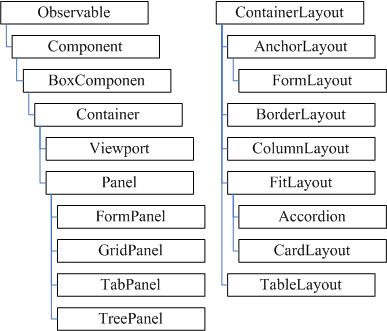 Observable
Component
BoxComponen
Container
Viewport
Panel
FormPanel
GridPanel
TabPanel
TreePanel
ContainerLayout
AnchorLayout
FormLayout
BorderLayout
ColumnLayout
FitLayout
Accordion
CardLayout
TableLayout